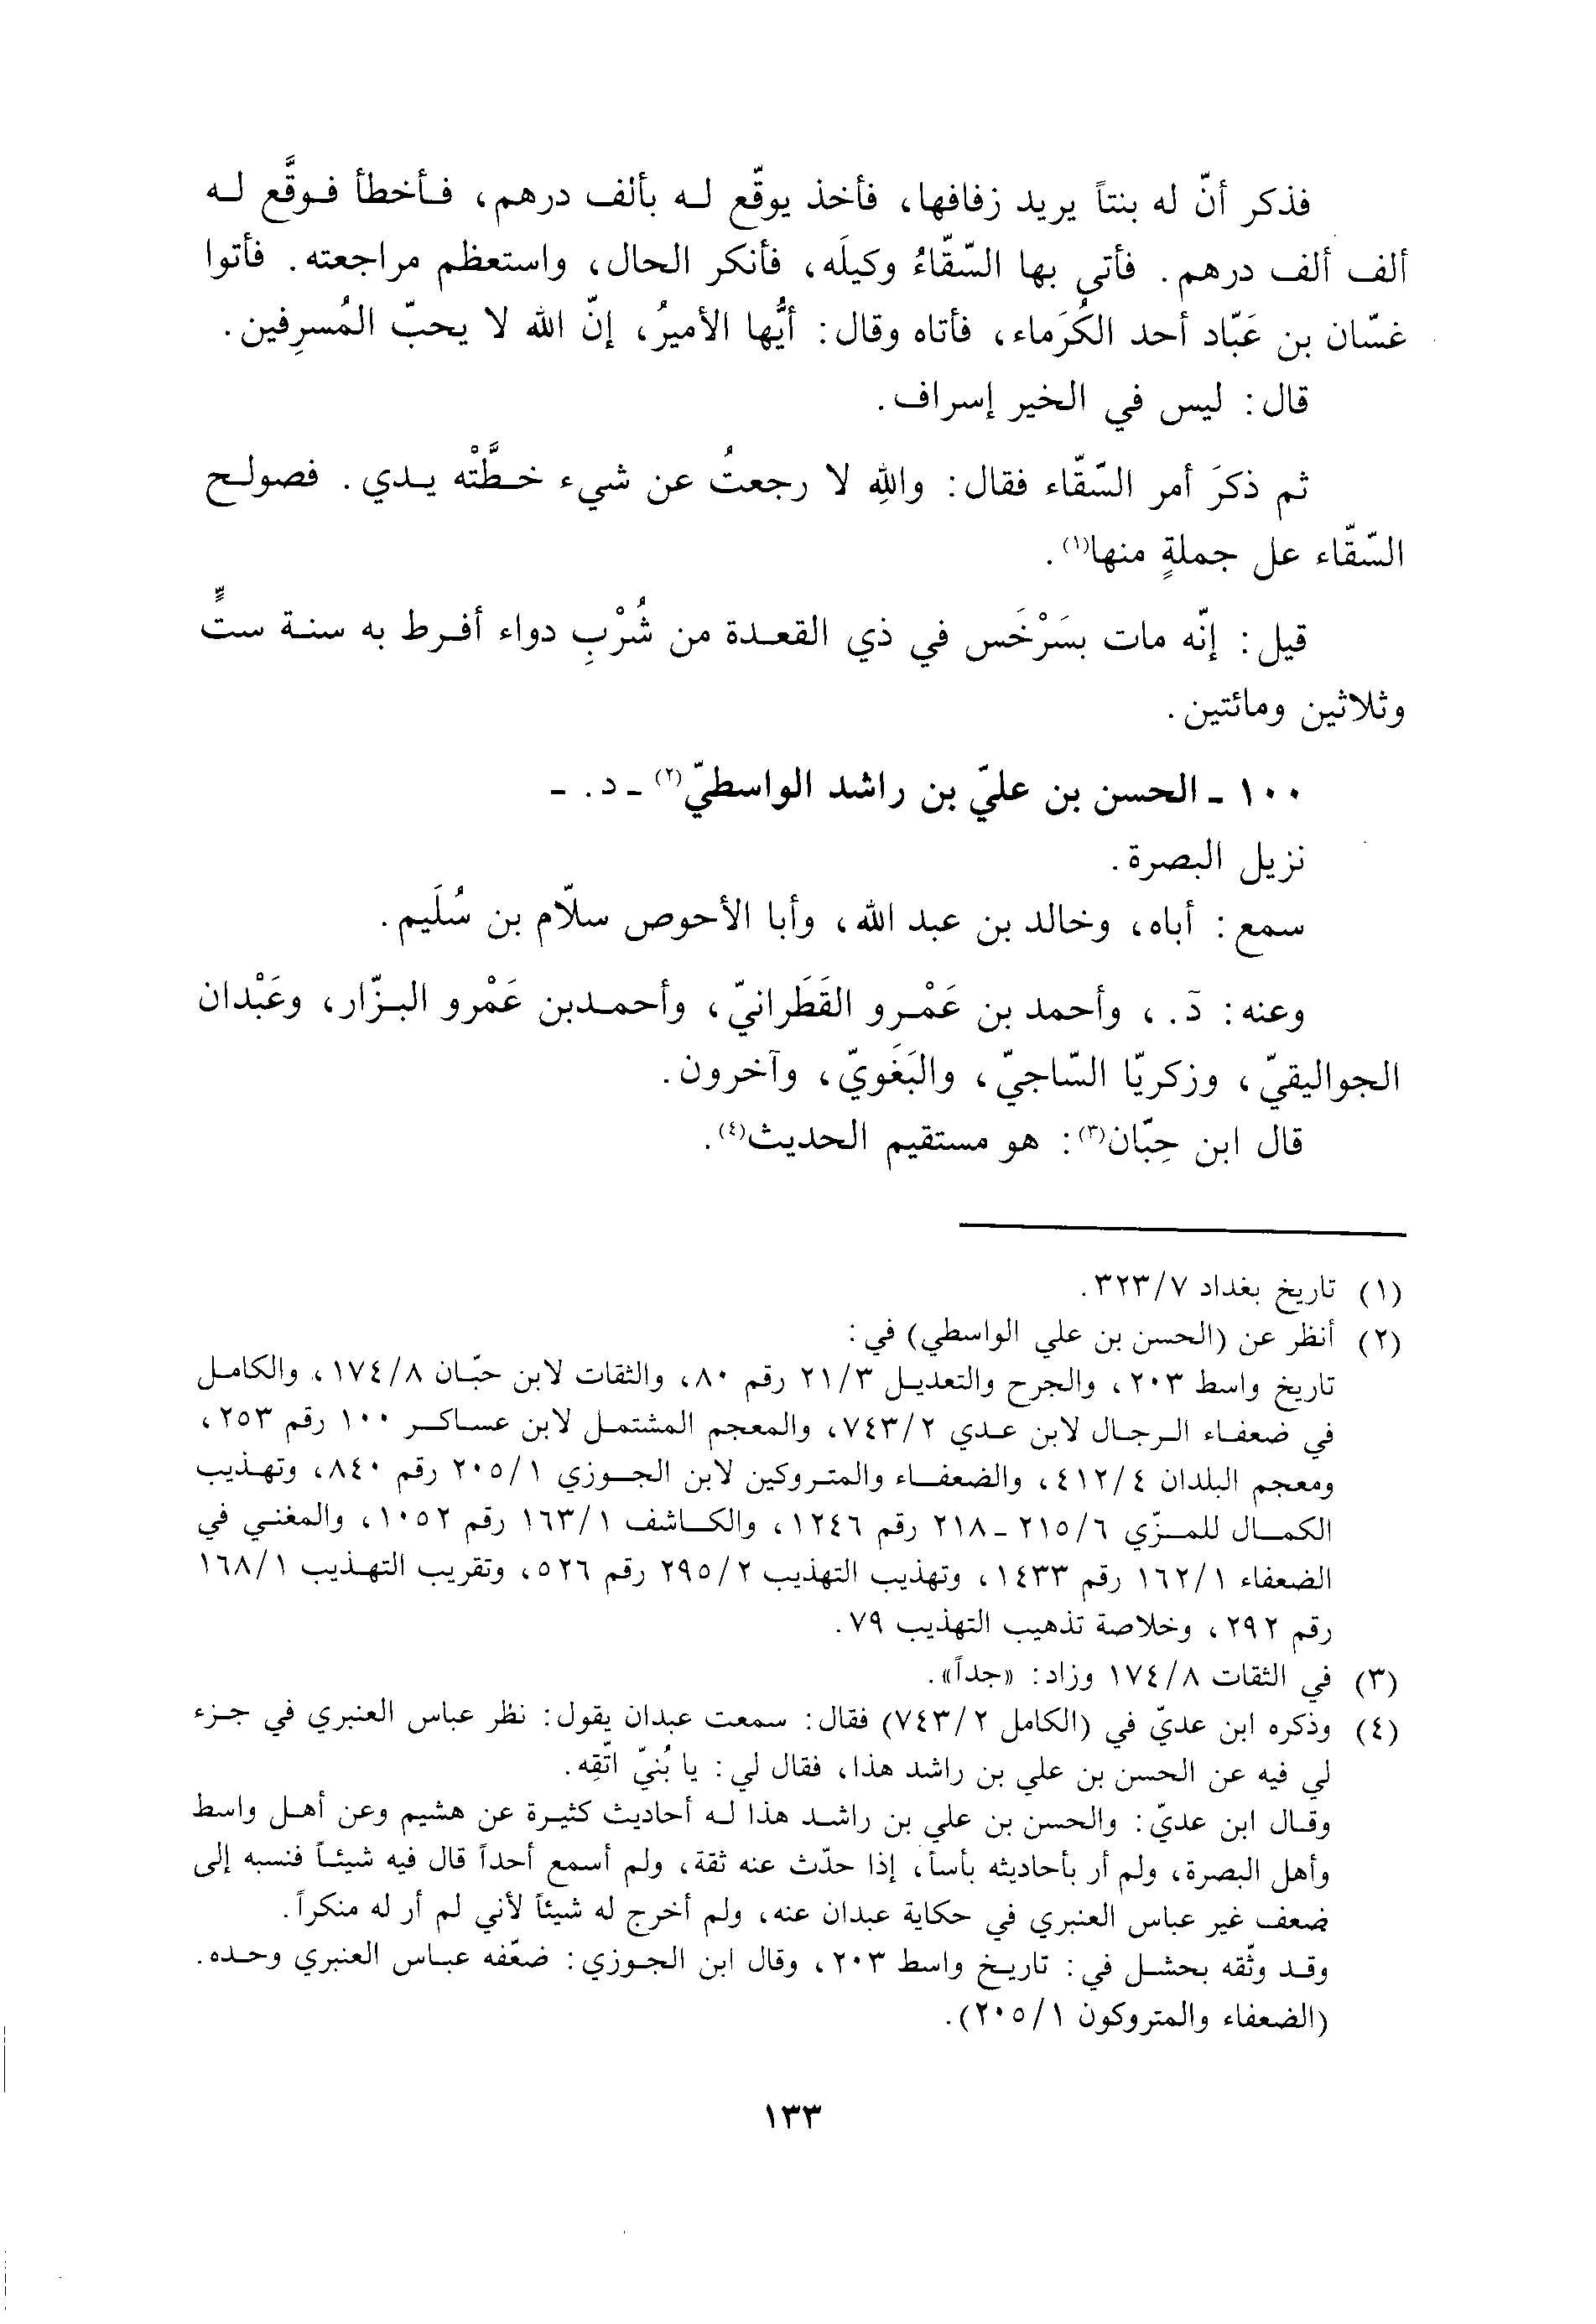 فذكر أنّ له بنتاً يريد زفافها، فأخذ يوقّع لـه بألف درهم، فـأخطأ فـوقَّع لـه
ألف ألف درهم. فأتى بها السّقّاءُ وكيلَه، فأنكر الحال، واستعظم مراجعته. فأتوا
غسّان بن عَبّاد أحد الكُرَماء، فأتاه وقال: أيُّها الأميرُ، إنّ الله لا يحبّ المُسرِفين.
قال: ليس في الخير إسراف.
ثم ذكرَ أمر السّقّاء فقال: واللهِ لا رجعتُ عن شيء خـطَّتْه يـدي. فصولـح
السّقّاء عل جملةٍ منها(١).
قيل: إنّه مات بسَرْخَس في ذي القعـدة من شُرْبِ دواء أفـرط به سنـة ستٍّ
وثلاثين ومائتين.
١٠٠ - الحسن بن عليّ بن راشد الواسطيّ(٢) - د. -
نزيل البصرة.
سمع: أباه، وخالد بن عبد الله، وأبا الأحوص سلّام بن سُلَيم.
وعنه: دَ.، وأحمد بن عَمْـرو القَطَرانيّ، وأحمـدبن عَمْرو البـزّار، وعَبْدان
الجواليقيّ، وزكريّا السّاجيّ، والبَغَويّ، وآخرون.
قال ابن حِبّان(٣): هو مستقيم الحديث(٤).
(١) تاريخ بغداد ٣٢٣/٧.
(٢) أنظر عن (الحسن بن علي الواسطي) في:
تاريخ واسط ٢٠٣، والجرح والتعديـل ٢١/٣ رقم ٨٠، والثقات لابن حبّـان ١٧٤/٨، والكامـل
في ضعفـاء الـرجـال لابن عـدي ٧٤٣/٢، والمعجم المشتمـل لابن عسـاكـر ١٠٠ رقم ٢٥٣،
ومعجم البلدان ٤١٢/٤، والضعفـاء والمتـروكين لابن الجـوزي ٢٠٥/١ رقم ٨٤٠، وتهـذيب
الكمـال للمـزّي ٢١٥/٦ - ٢١٨ رقم ١٢٤٦، والكـاشف ١٦٣/١ رقم ١٠٥٢، والمغنـي في
الضعفاء ١٦٢/١ رقم ١٤٣٣، وتهذيب التهذيب ٢٩٥/٢ رقم ٥٢٦، وتقريب التهـذيب ١٦٨/١
رقم ٢٩٢، وخلاصة تذهيب التهذيب ٧٩.
(٣) في الثقات ١٧٤/٨ وزاد: «جداً».
(٤) وذكره ابن عديّ في (الكامل ٧٤٣/٢) فقال: سمعت عبدان يقول: نظر عباس العنبري في جـزء
لي فيه عن الحسن بن علي بن راشد هذا، فقال لي: يا بُنيّ اتّقِه.
وقـال ابن عديّ: والحسن بن علي بن راشـد هذا لـه أحاديث كثيـرة عن هشيم وعن أهـل واسط
وأهل البصرة، ولم أر بأحاديثه بأساً، إذا حدّث عنه ثقة، ولم أسمع أحداً قال فيه شيئـاً فنسبه إلى
ضعف غير عباس العنبري في حكاية عبدان عنه، ولم أخرج له شيئاً لأني لم أر له منكراً.
وقـد وثّقه بحشـل في: تاريـخ واسط ٢٠٣، وقال ابن الجـوزي: ضعّفه عبـاس العنبري وحـده.
(الضعفاء والمتروكون ٢٠٥/١).
١٣٣